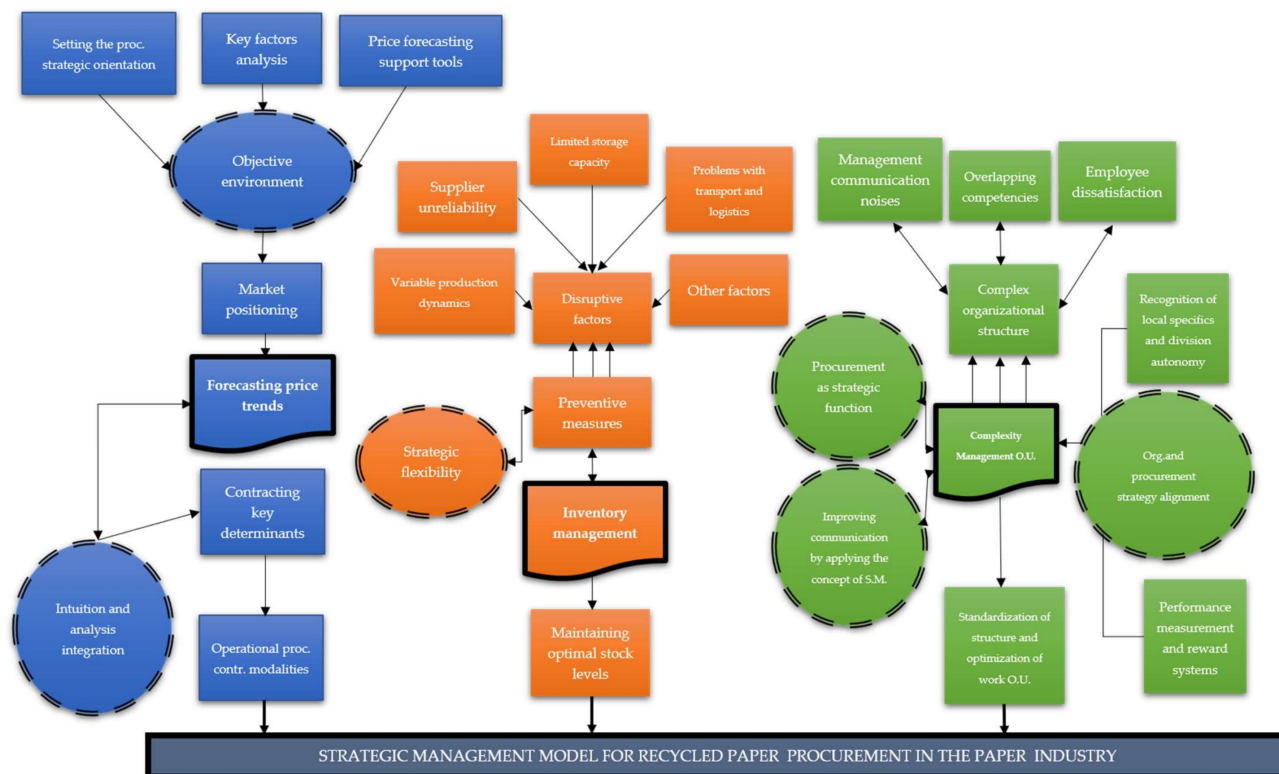 Setting the proc.
strategic orientation
Key factors
analysis
Price forecasting
support tools
Objective
environment
Market
positioning
Forecasting price
trends
Contracting
key
determinants
Intuition and
analysis
integration
Operational proc.
contr. modalities
Limited storage
capacity
Supplier
unreliability
Problems with
transport and
logistics
Variable production
dynamics
Disruptive
factors
Other factors
Preventive
measures
Strategic
flexibility
Inventory
management
Maintaining
optimal stock
levels
Management
communication
noises
Overlapping
competencies
Employee
dissatisfaction
Complex
organizational
structure
Recognition of
local specifics
and division
autonomy
Procurement
as strategic
function
Complexity
Management O.U.
Org.and
procurement
strategy alignment
Improving
communication
by applying the
concept of S.M.
Standardization of
structure and
optimization of
work O.U.
Performance
measurement
and reward
systems
STRATEGIC MANAGEMENT MODEL FOR RECYCLED PAPER PROCUREMENT IN THE PAPER INDUSTRY